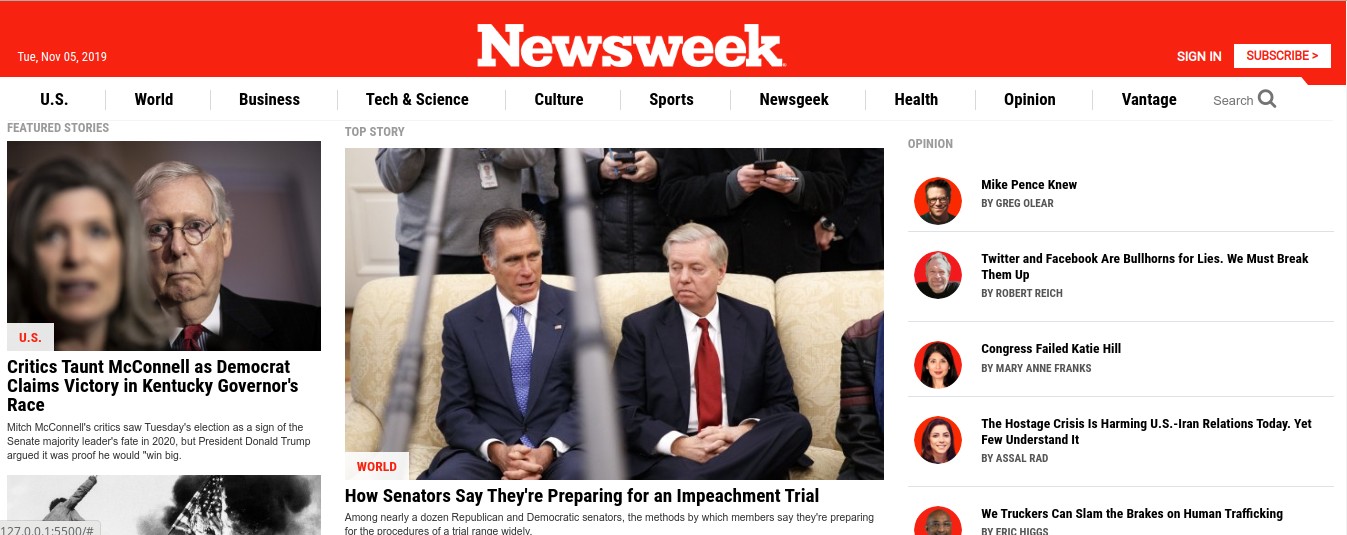 Tue, Nov 05, 2019
Newsweek
SIGN IN
SUBSCRIBE >
U.S.
World
Business
Tech & Science
Culture
Sports
Newsgeek
Health
Opinion
Vantage
Search
FEATURED STORIES
U.S.
Critics Taunt McConnell as Democrat
Claims Victory in Kentucky Governor's
Race
Mitch McConnell's critics saw Tuesday's election as a sign of the
Senate majority leader's fate in 2020, but President Donald Trump
argued it was proof he would "win big.
127.0.0.1:5500/#
TOP STORY
WORLD
How Senators Say They're Preparing for an Impeachment Trial
Among nearly a dozen Republican and Democratic senators, the methods by which members say they're preparing
for the procedures of a trial range widely.
OPINION
Mike Pence Knew
BY GREG OLEAR
Twitter and Facebook Are Bullhorns for Lies. We Must Break
Them Up
BY ROBERT REICH
Congress Failed Katie Hill
BY MARY ANNE FRANKS
The Hostage Crisis Is Harming U.S.-Iran Relations Today. Yet
Few Understand It
BY ASSAL RAD
We Truckers Can Slam the Brakes on Human Trafficking
BY ERIC HIGGS